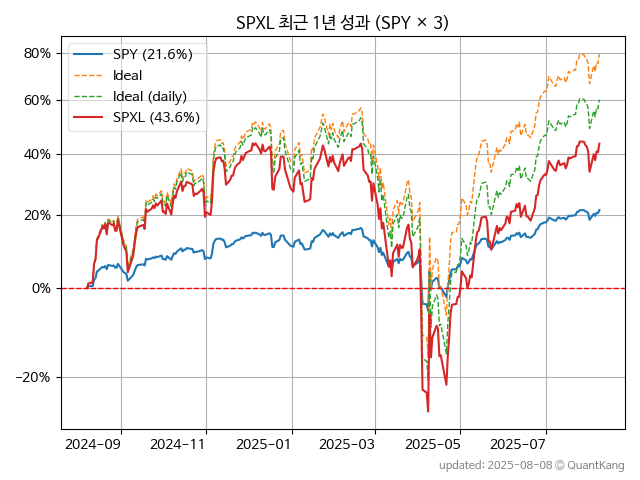 SPXL 최근 1년 성과 (SPY × 3)
SPY (21.6%)
Ideal
Ideal (daily)
SPXL (43.6%)
80%
60%
40%
20%
0%
−20%
2024-09
2024-11
2025-01
2025-03
2025-05
2025-07
updated: 2025-08-08 © QuantKang